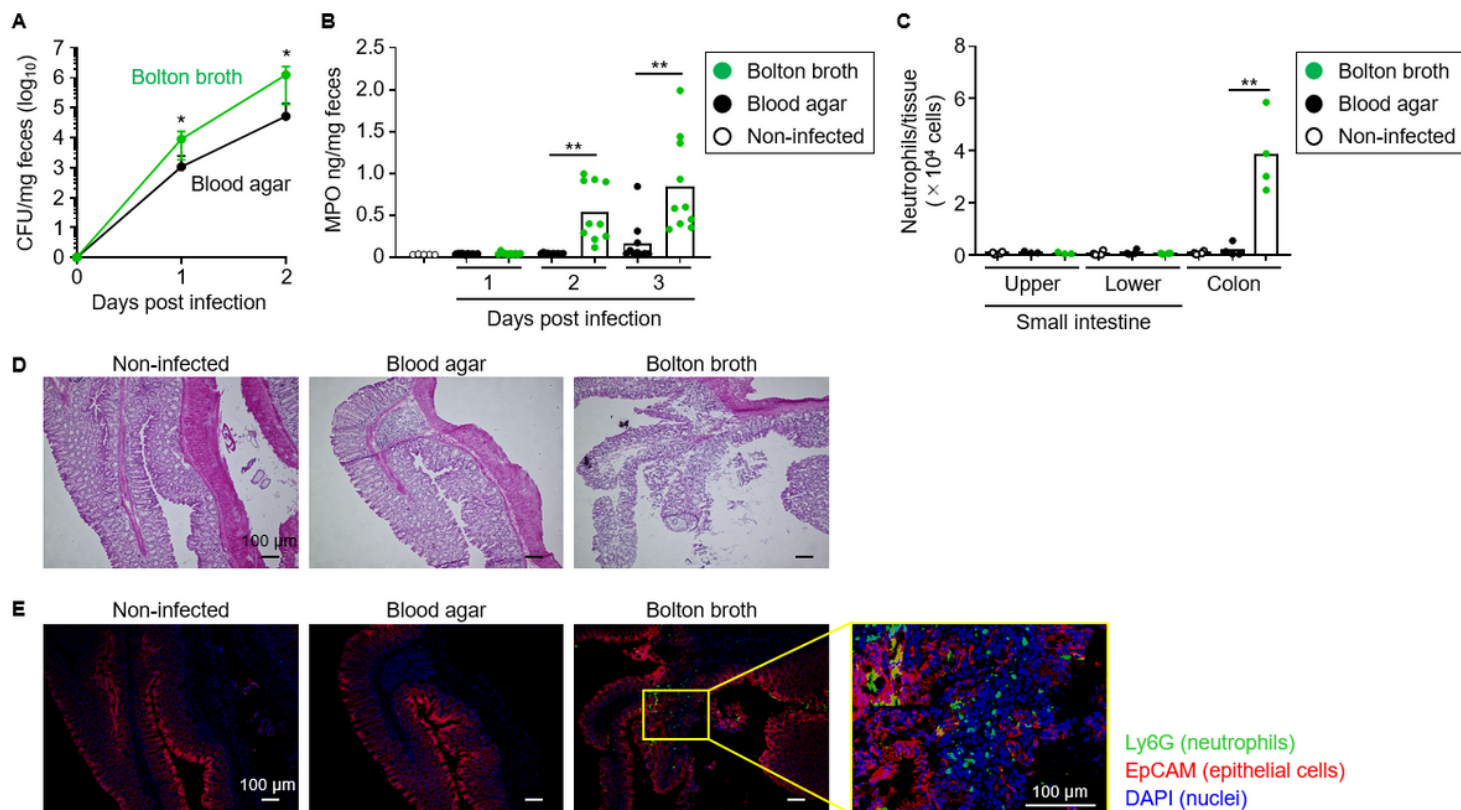 A
CFU/mg feces (log10)
7
6
5
4
3
2
1
0
Bolton broth
Blood agar
*
*
0 1 2
Days post infection
B
MPO ng/mg feces
2.5
2.0
1.5
1.0
0.5
0
**
**
1 2 3
Days post infection
Bolton broth
Blood agar
Non-infected
C
Neutrophils/tissue
(× 10⁴ cells)
8
6
4
2
0
**
Upper Lower Colon
Small intestine
Bolton broth
Blood agar
Non-infected
D
Non-infected Blood agar Bolton broth
100 μm
E
Non-infected Blood agar Bolton broth
100 μm
100 μm
Ly6G (neutrophils)
EpCAM (epithelial cells)
DAPI (nuclei)